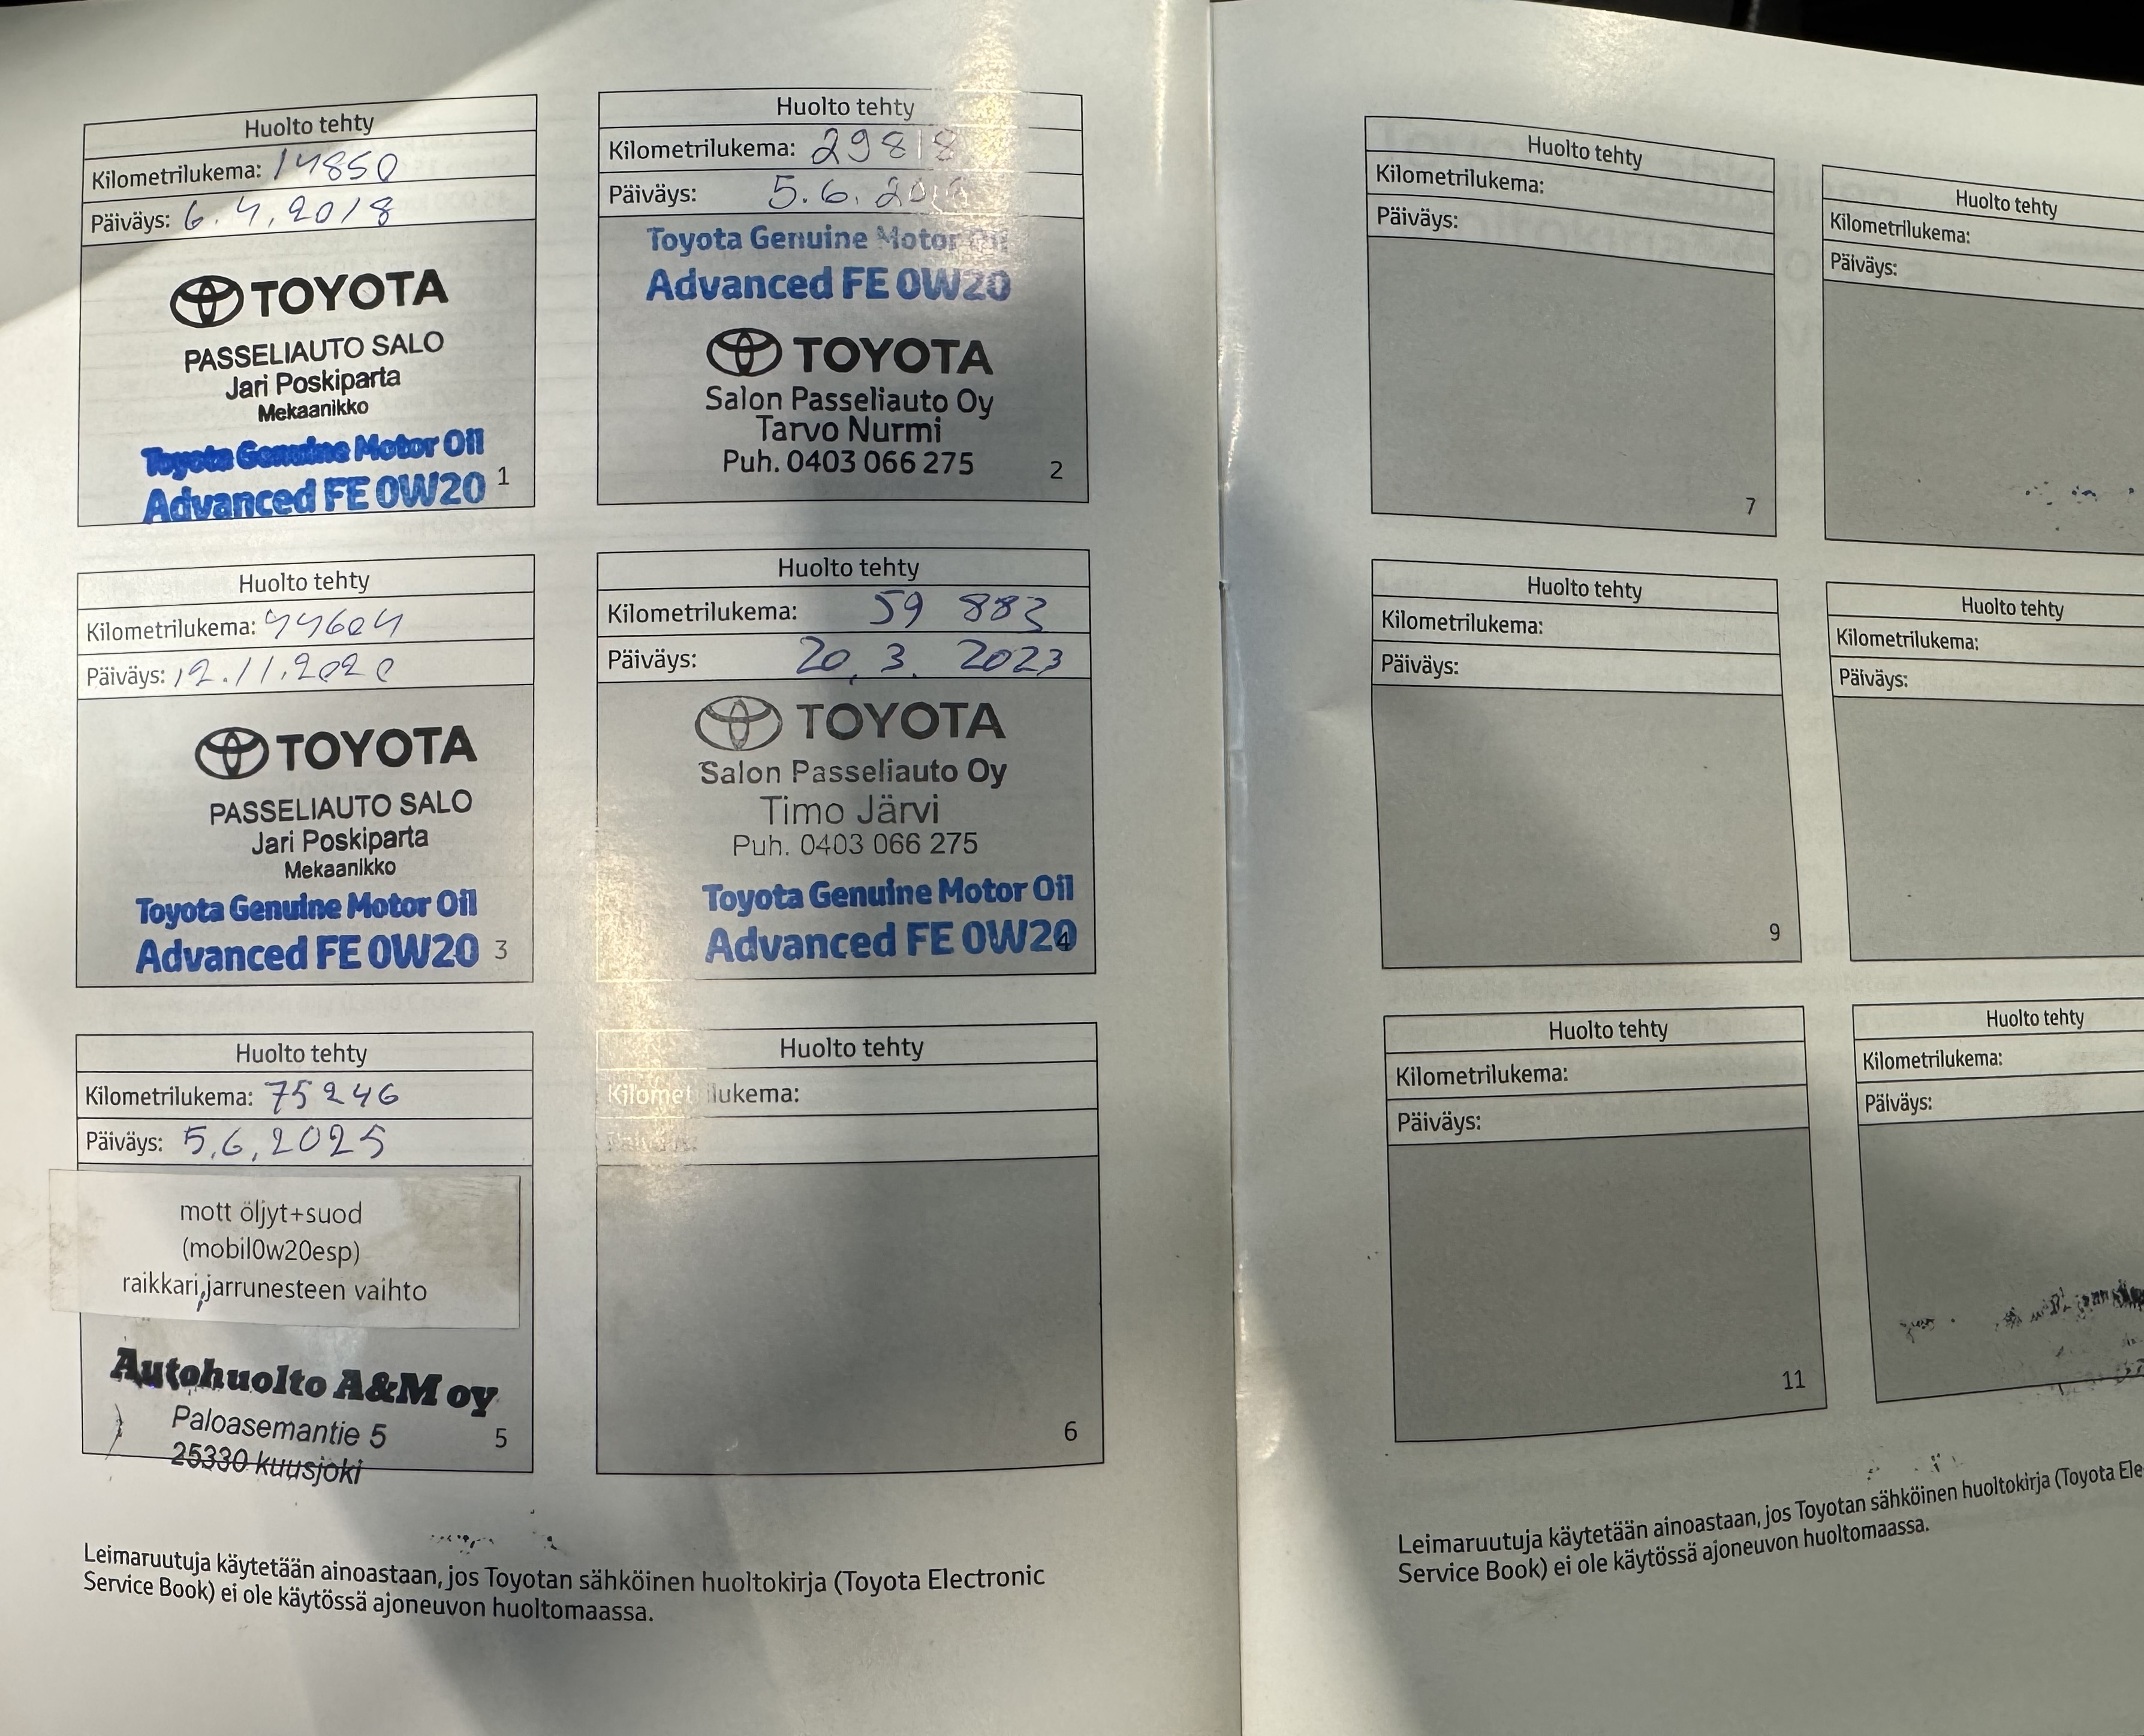 Huolto tehty
Kilometrilukema: 14850
Päiväys: 6.4.2018
TOYOTA
PASSELIAUTO SALO
Jari Poskiparta
Mekaanikko
Toyota Genuine Motor Oil
Advanced FE 0W20
1
Huolto tehty
Kilometrilukema: 29818
Päiväys: 5.6.
Toyota Genuine Motor Oil
Advanced FE 0W20
TOYOTA
Salon Passeliauto Oy
Tarvo Nurmi
Puh. 0403 066 275
2
Huolto tehty
Kilometrilukema: 44604
Päiväys: 12.11.2020
TOYOTA
PASSELIAUTO SALO
Jari Poskiparta
Mekaanikko
Toyota Genuine Motor Oil
Advanced FE 0W20
3
Huolto tehty
Kilometrilukema: 59 883
Päiväys: 20.3.2023
TOYOTA
Salon Passeliauto Oy
Timo Järvi
Puh. 0403 066 275
Toyota Genuine Motor Oil
Advanced FE 0W20
4
Huolto tehty
Kilometrilukema: 75246
Päiväys: 5.6.2025
mott öljyt+suod
(mobil0w20esp)
raikkari,jarrunesteen vaihto
Autohuolto A&M oy
Paloasemantie 5
25330 kuusjoki
5
Huolto tehty
Kilometrilukema:
Päiväys:
6
Leimaruutuja käytetään ainoastaan, jos Toyotan sähköinen huoltokirja (Toyota Electronic
Service Book) ei ole käytössä ajoneuvon huoltomaassa.
Huolto tehty
Kilometrilukema:
Päiväys:
7
Huolto tehty
Kilometrilukema:
Päiväys:
Huolto tehty
Kilometrilukema:
Päiväys:
9
Huolto tehty
Kilometrilukema:
Päiväys:
Huolto tehty
Kilometrilukema:
Päiväys:
11
Huolto tehty
Kilometrilukema:
Päiväys:
Leimaruutuja käytetään ainoastaan, jos Toyotan sähköinen huoltokirja (Toyota Ele
Service Book) ei ole käytössä ajoneuvon huoltomaassa.